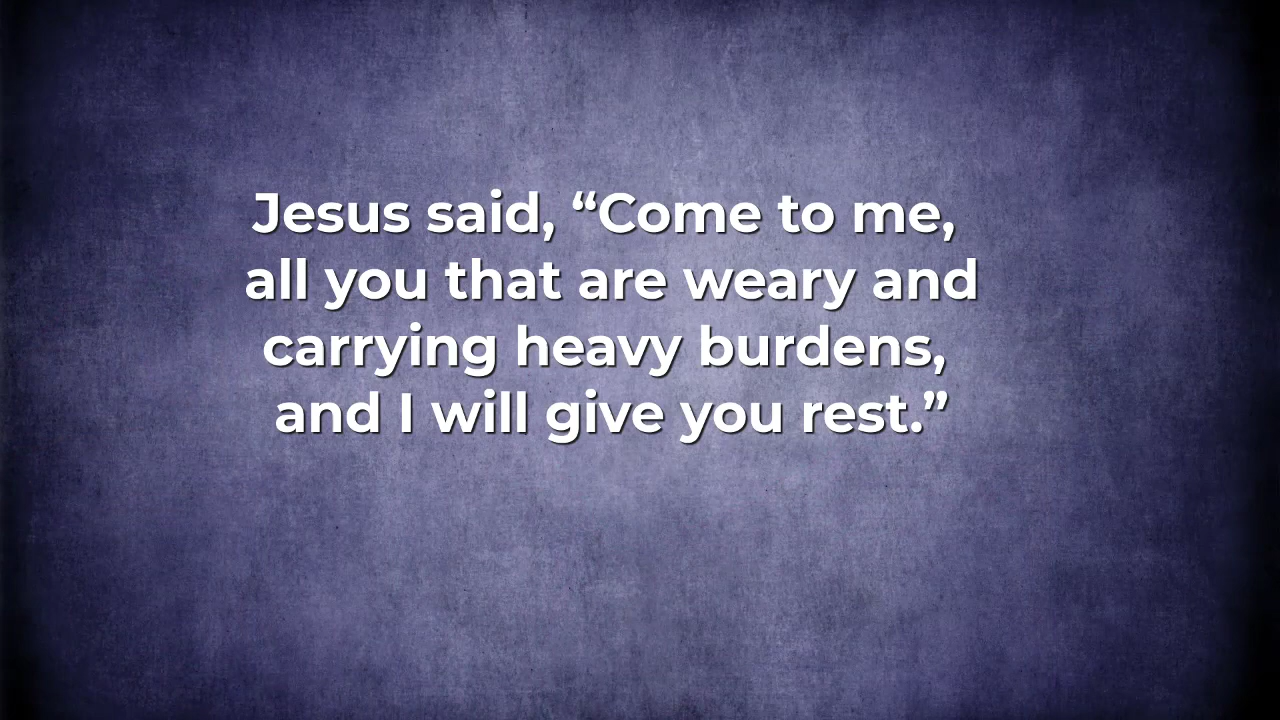 Jesus said, “Come to me,
all you that are weary and
carrying heavy burdens,
and I will give you rest.”